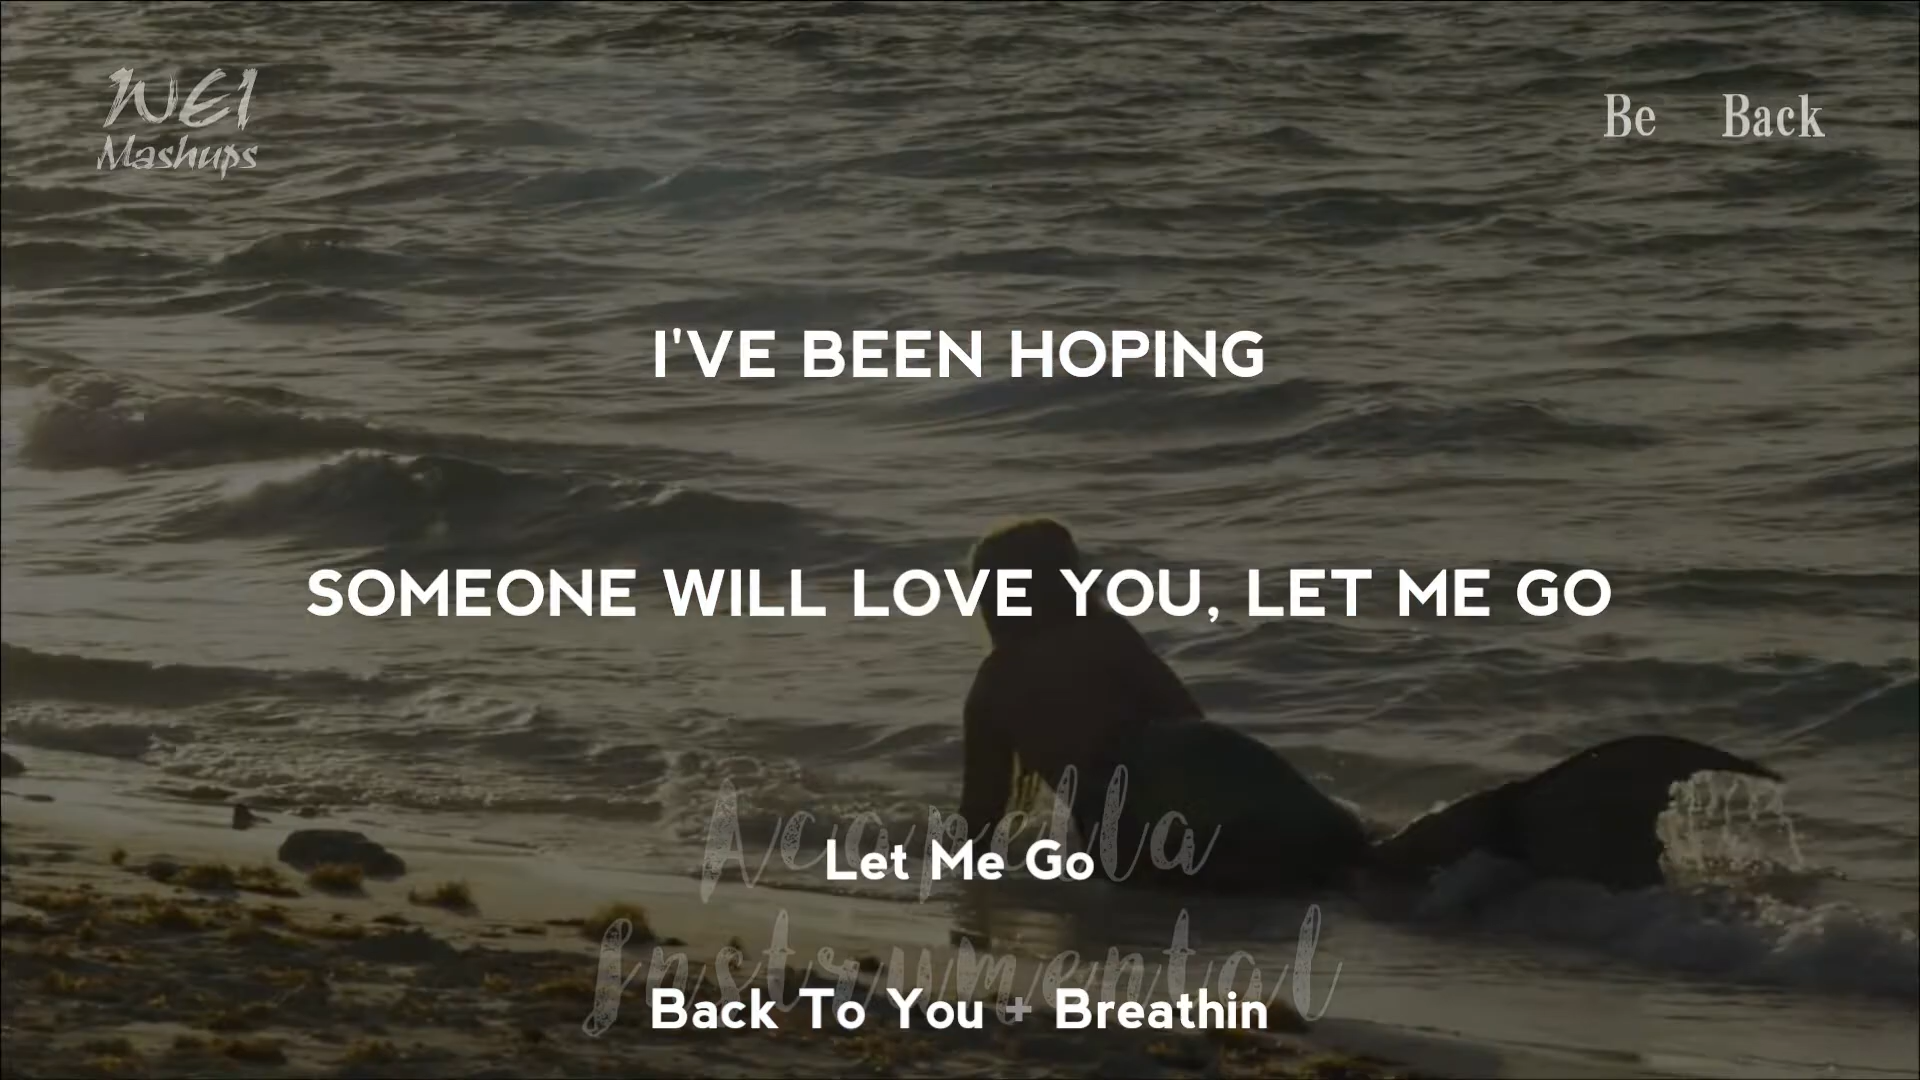 WEI
Mashups
Be Back
I'VE BEEN HOPING
SOMEONE WILL LOVE YOU, LET ME GO
Acapella
Let Me Go
Instrumental
Back To You + Breathin